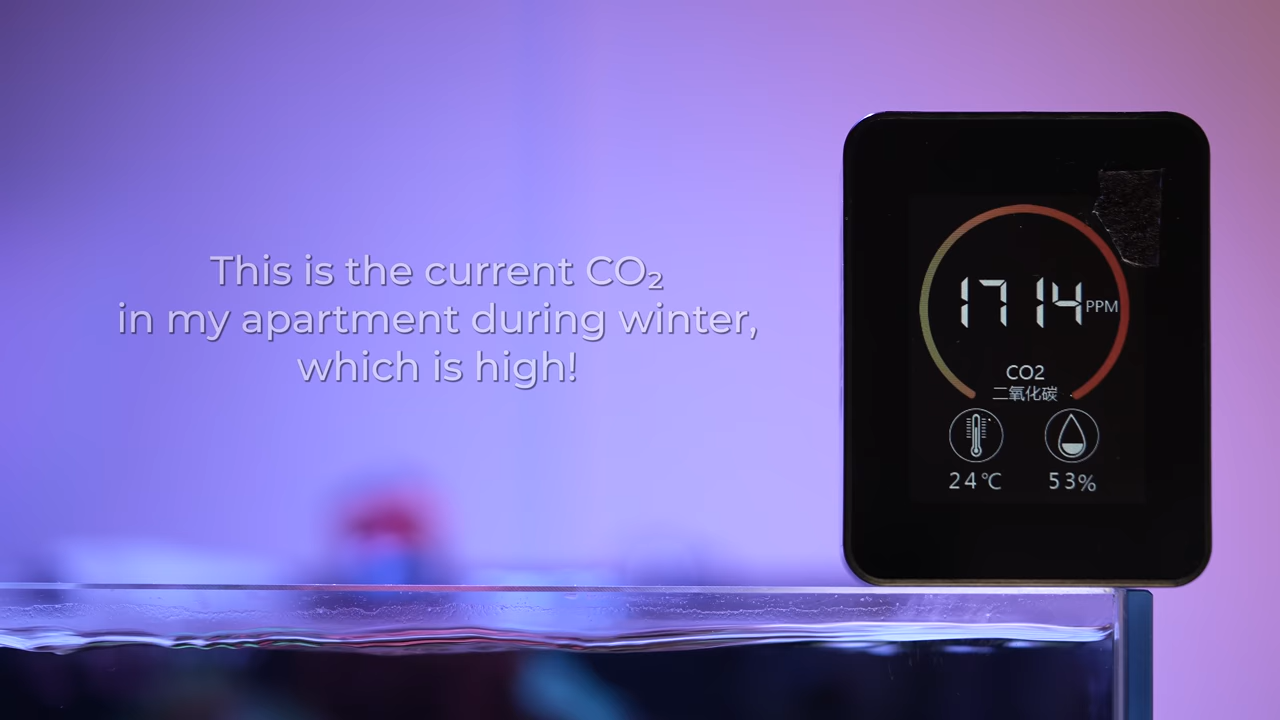 This is the current CO₂
in my apartment during winter,
which is high!
1714 PPM
CO2
二氧化碳
24℃ 53%